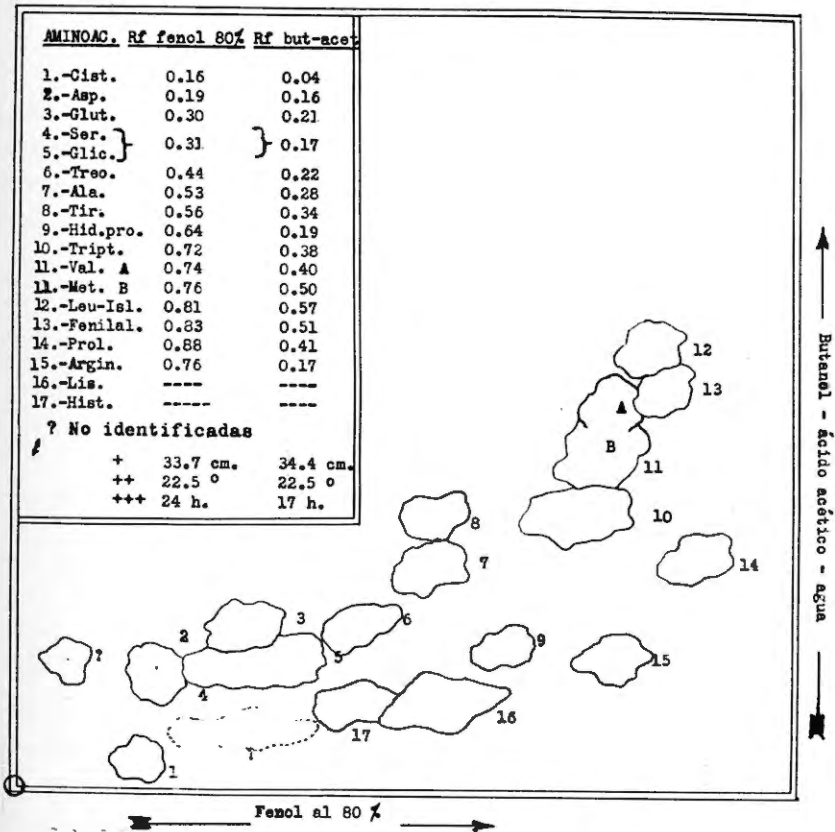 AMINOAC. Rf fenol 80% Rf but-acet
1.-Cist. 0.16 0.04
2.-Asp. 0.19 0.16
3.-Glut. 0.30 0.21
4.-Ser. } 0.31 } 0.17
5.-Glic.
6.-Treo. 0.44 0.22
7.-Ala. 0.53 0.28
8.-Tir. 0.56 0.34
9.-Hid.pro. 0.64 0.19
10.-Tript. 0.72 0.38
11.-Val. A 0.74 0.40
11.-Met. B 0.76 0.50
12.-Leu-Isl. 0.81 0.57
13.-Fenilal. 0.83 0.51
14.-Prol. 0.88 0.41
15.-Argin. 0.76 0.17
16.-Lis. ---- ----
17.-Hist. ----- ----
? No identificadas
+ 33.7 cm. 34.4 cm.
++ 22.5 º 22.5 º
+++ 24 h. 17 h.
12
13
A
B
11
10
8
7
14
6
3
2
5
9
15
?
4
16
17
?
1
Butanel - ácido acético - agua
Fenol al 80 %